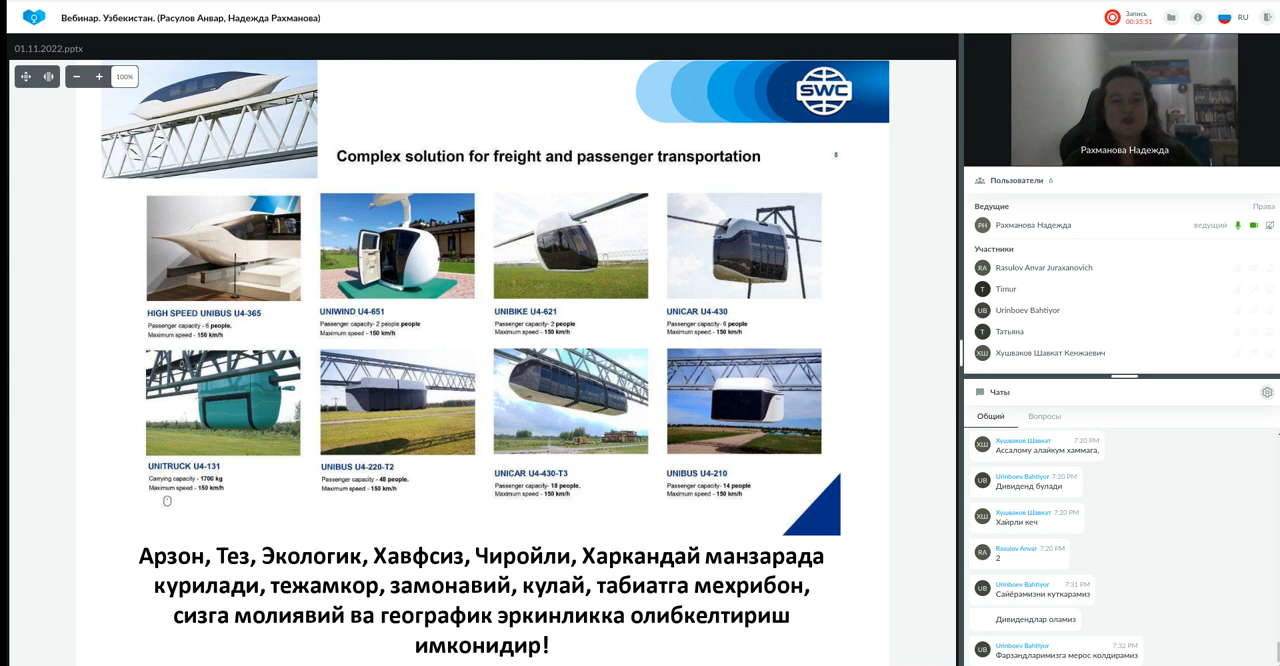 Вебинар. Узбекистан. (Расулов Анвар, Надежда Рахманова)
Запись
00:35:51
RU
01.11.2022.pptx
100%
SWC
Complex solution for freight and passenger transportation
5
HIGH SPEED UNIBUS U4-365
Passenger capacity - 6 people.
Maximum speed - 150 km/h
UNIWIND U4-651
Passenger capacity- 2 people people
Maximum speed - 150 km/h
UNIBIKE U4-621
Passenger capacity - 2 people
Maximum speed - 150 km/h
UNICAR U4-430
Passenger capacity - 6 people
Maximum speed - 150 km/h
UNITRUCK U4-131
Carrying capacity - 1700 kg
Maximum speed - 150 km/h
UNIBUS U4-220-T2
Passenger capacity - 48 people.
Maximum speed - 150 km/h
UNICAR U4-430-T3
Passenger capacity - 18 people.
Maximum speed - 150 km/h
UNIBUS U4-210
Passenger capacity - 14 people
Maximum speed - 150 km/h
Арзон, Тез, Экологик, Хавфсиз, Чиройли, Харкандай манзарада
курилади, тежамкор, замонавий, кулай, табиатга мехрибон,
сизга молиявий ва географик эркинликка олибкелтириш
имконидир!
Рахманова Надежда
Пользователи 6
Ведущие
Права
РН Рахманова Надежда ведущий
Участники
RA Rasulov Anvar Juraxanovich
T Timur
UB Urinboev Bahtiyor
Т Татьяна
ХШ Хушваков Шавкат Кенжаевич
Чаты
Общий Вопросы
ХШ Хушваков Шавкат 7:20 PM
Ассалому алайкум хаммага,
UB Urinboev Bahtiyor 7:20 PM
Дивиденд булади
ХШ Хушваков Шавкат 7:20 PM
Хайрли кеч
RA Rasulov Anvar 7:20 PM
2
UB Urinboev Bahtiyor 7:31 PM
Сайёрамизни куткарамиз
Дивидендлар оламиз
UB Urinboev Bahtiyor 7:32 PM
Фарзандларимизга мерос колдирамиз